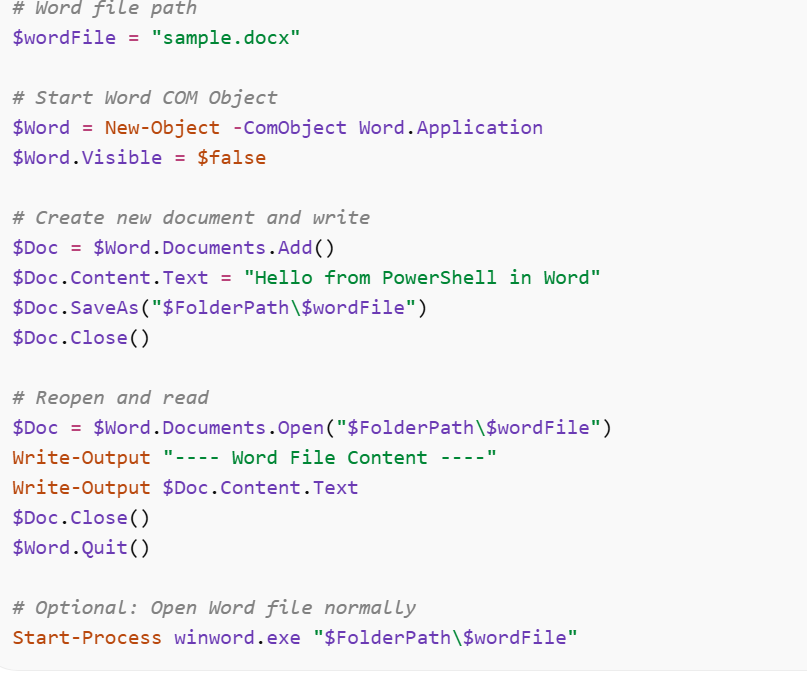 # Word file path
$wordFile = "sample.docx"
# Start Word COM Object
$Word = New-Object -ComObject Word.Application
$Word.Visible = $false
# Create new document and write
$Doc = $Word.Documents.Add()
$Doc.Content.Text = "Hello from PowerShell in Word"
$Doc.SaveAs("$FolderPath\$wordFile")
$Doc.Close()
# Reopen and read
$Doc = $Word.Documents.Open("$FolderPath\$wordFile")
Write-Output "---- Word File Content ----"
Write-Output $Doc.Content.Text
$Doc.Close()
$Word.Quit()
# Optional: Open Word file normally
Start-Process winword.exe "$FolderPath\$wordFile"